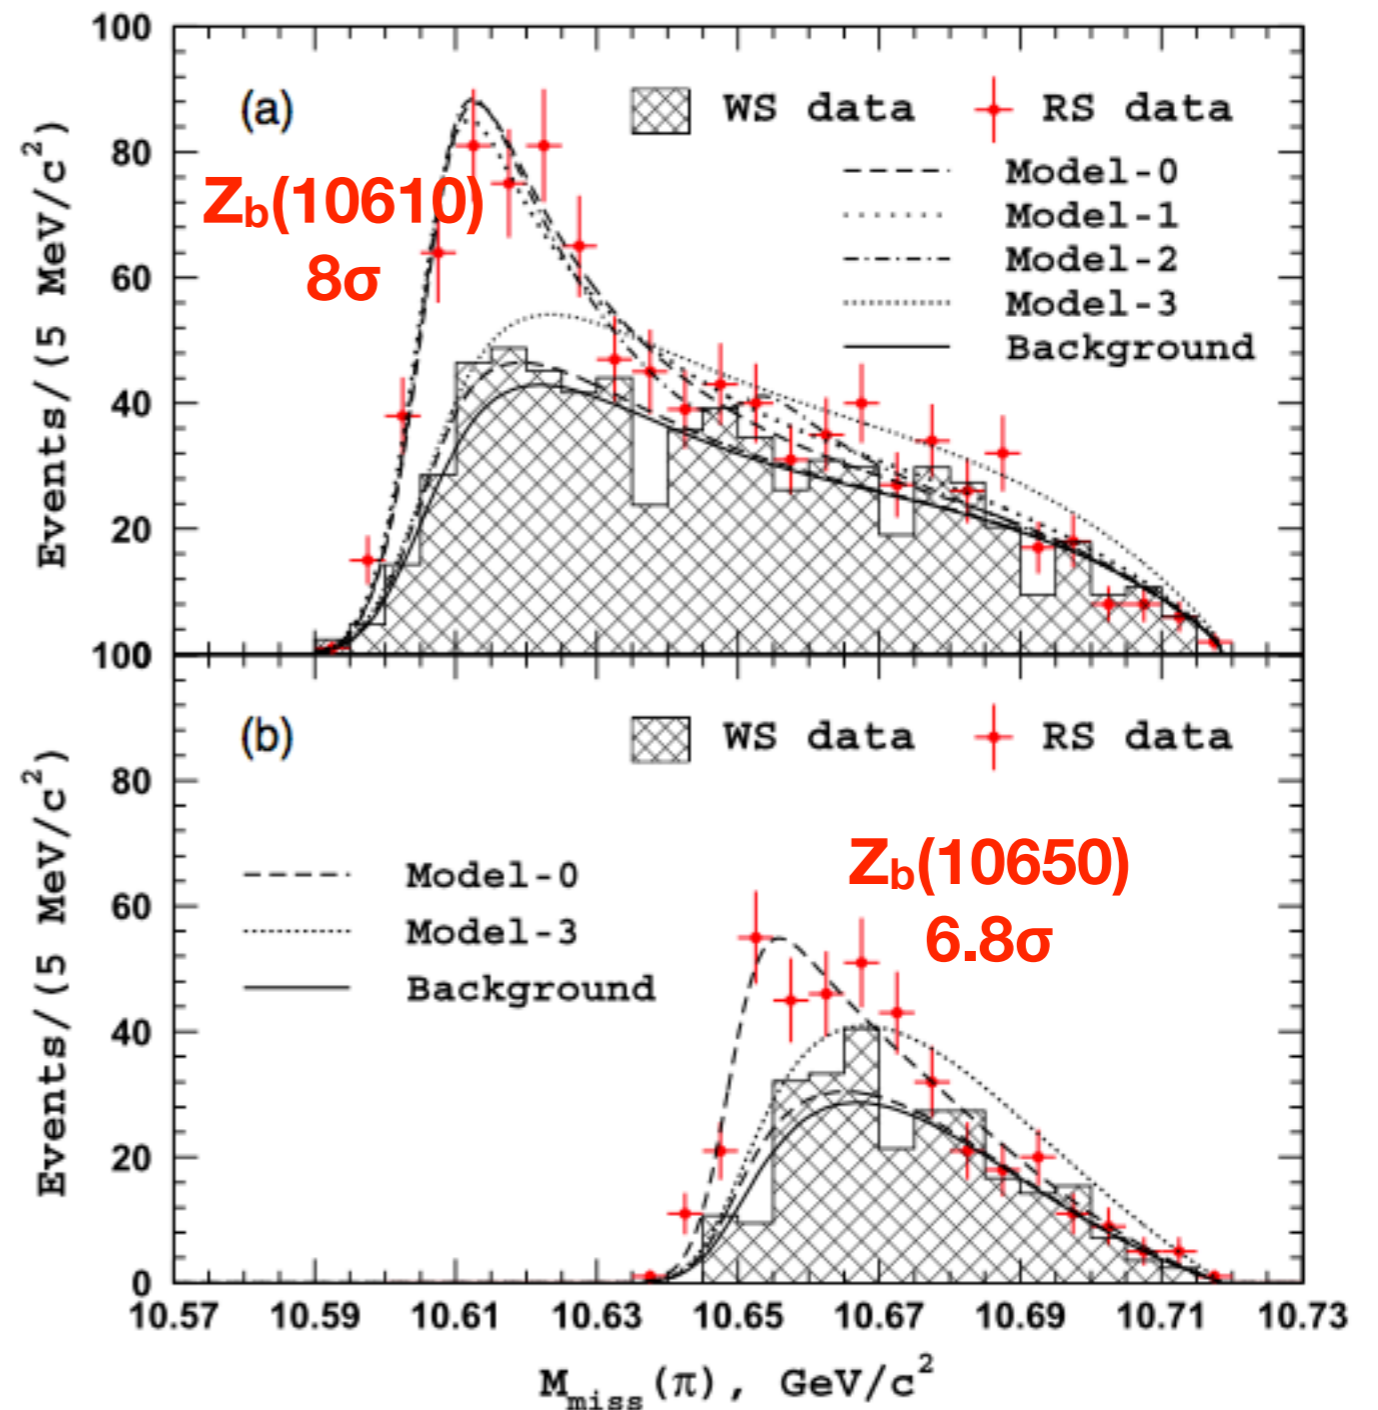 100
(a)
WS data
RS data
Model-0
Model-1
Model-2
Model-3
Background
Zb(10610)
8σ
80
60
40
20
Events/(5 MeV/c²)
100
(b)
WS data
RS data
Model-0
Model-3
Background
Zb(10650)
6.8σ
80
60
40
20
0
Events/(5 MeV/c²)
10.57 10.59 10.61 10.63 10.65 10.67 10.69 10.71 10.73
Mmiss(π), GeV/c²